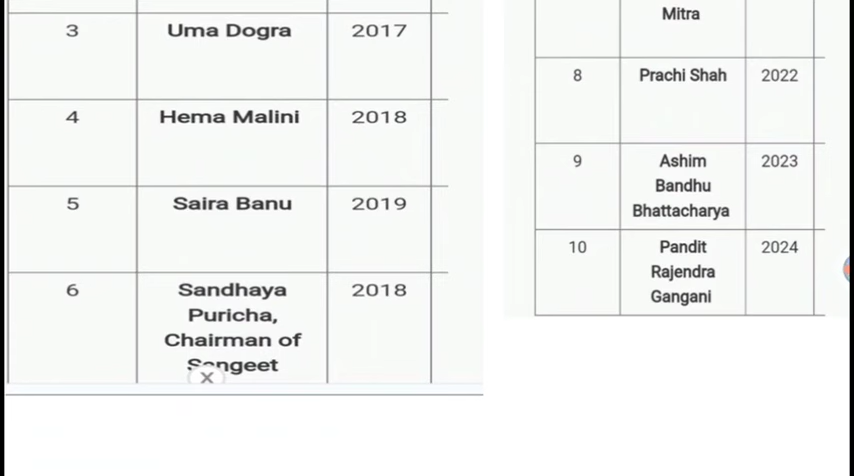 3 Uma Dogra 2017
4 Hema Malini 2018
5 Saira Banu 2019
6 Sandhaya 2018
Puricha,
Chairman of
Sangeet
Mitra
8 Prachi Shah 2022
9 Ashim 2023
Bandhu
Bhattacharya
10 Pandit 2024
Rajendra
Gangani